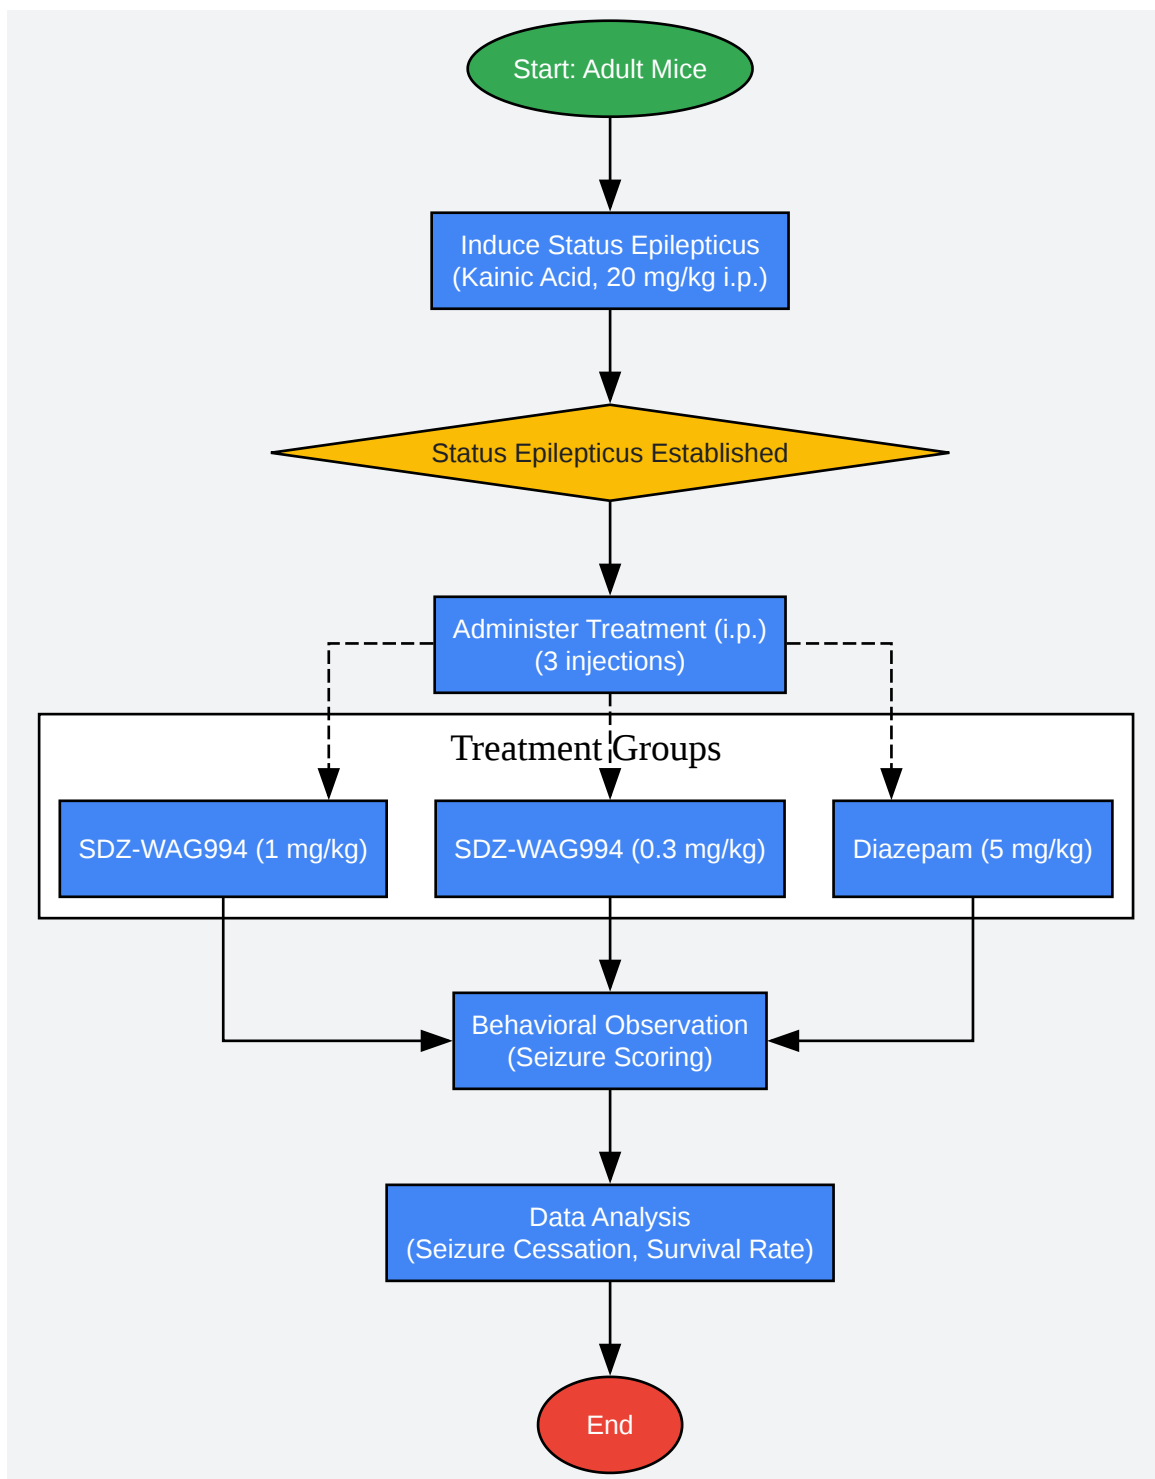 Start: Adult Mice
Induce Status Epilepticus
(Kainic Acid, 20 mg/kg i.p.)
Status Epilepticus Established
Administer Treatment (i.p.)
(3 injections)
Treatment Groups
SDZ-WAG994 (1 mg/kg)
SDZ-WAG994 (0.3 mg/kg)
Diazepam (5 mg/kg)
Behavioral Observation
(Seizure Scoring)
Data Analysis
(Seizure Cessation, Survival Rate)
End